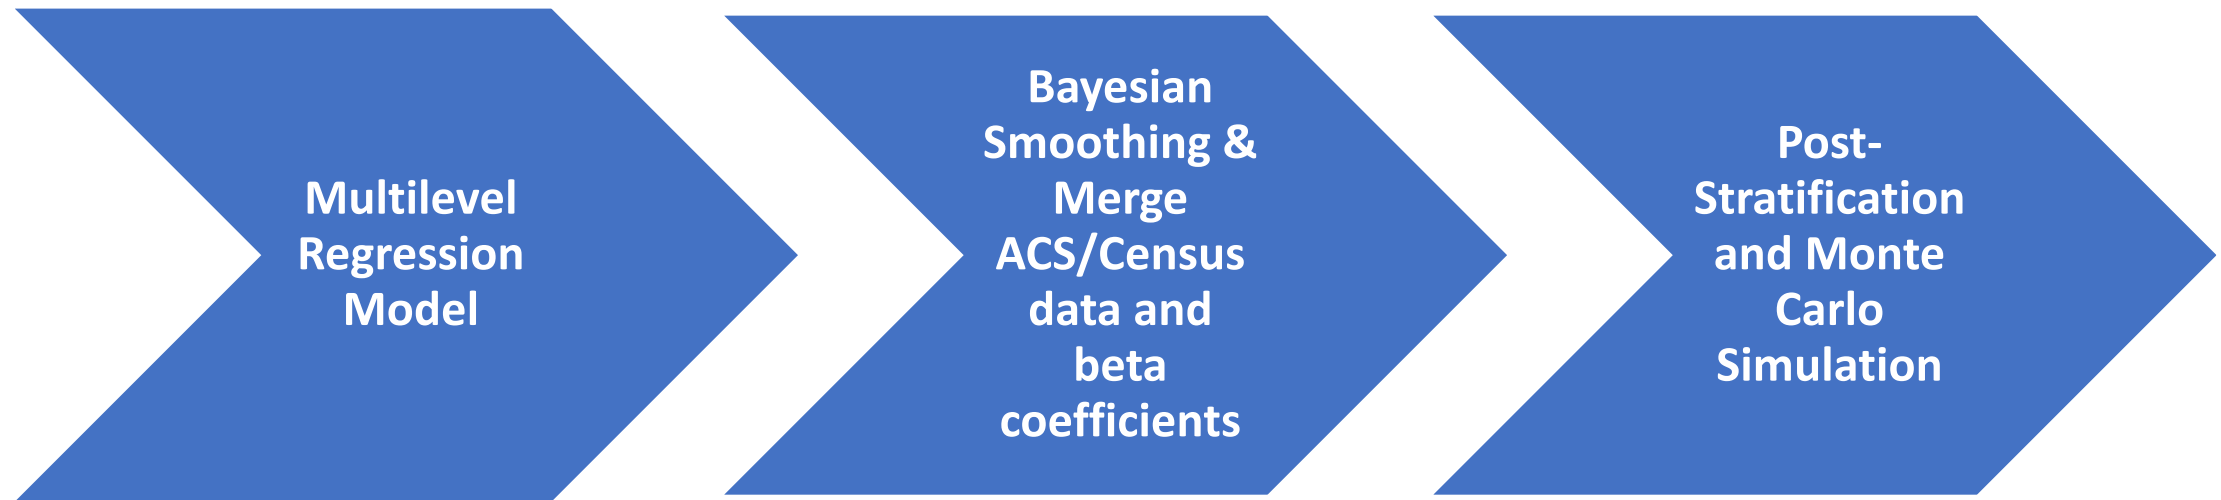 Multilevel
Regression
Model
Bayesian
Smoothing &
Merge
ACS/Census
data and
beta
coefficients
Post-
Stratification
and Monte
Carlo
Simulation